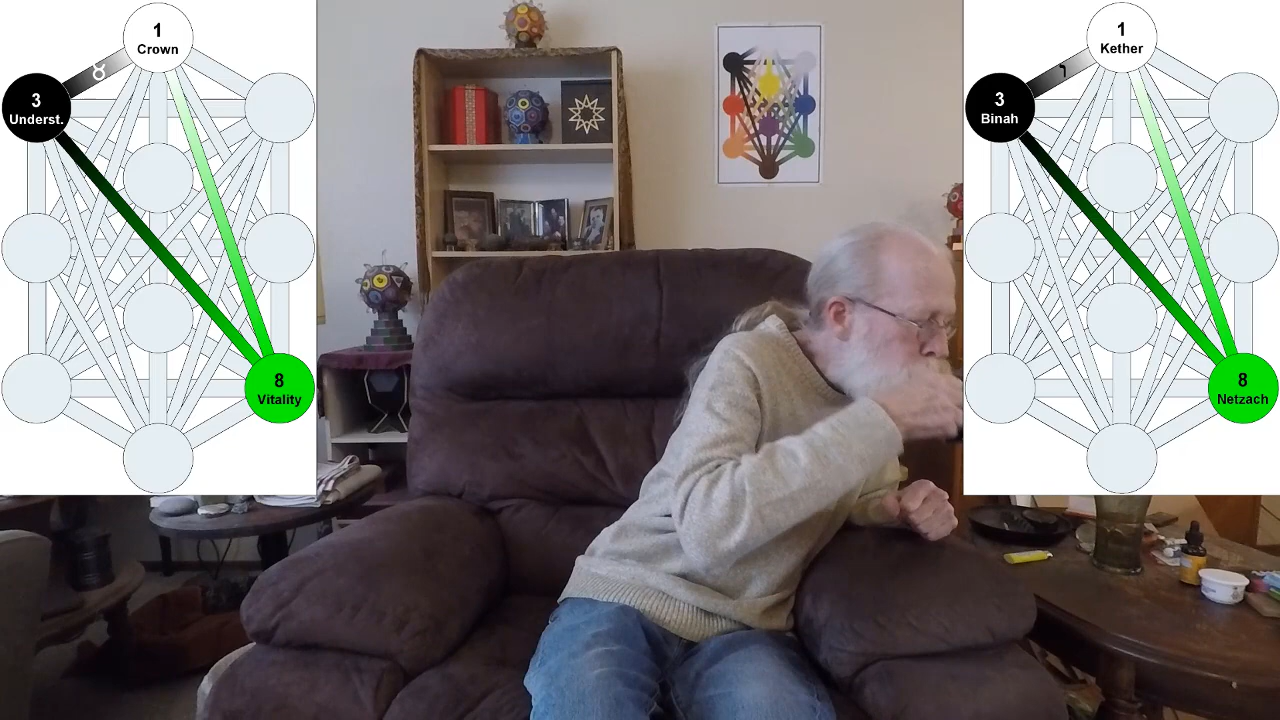 1
Crown
♉
3
Underst.
8
Vitality
1
Kether
ר
3
Binah
8
Netzach